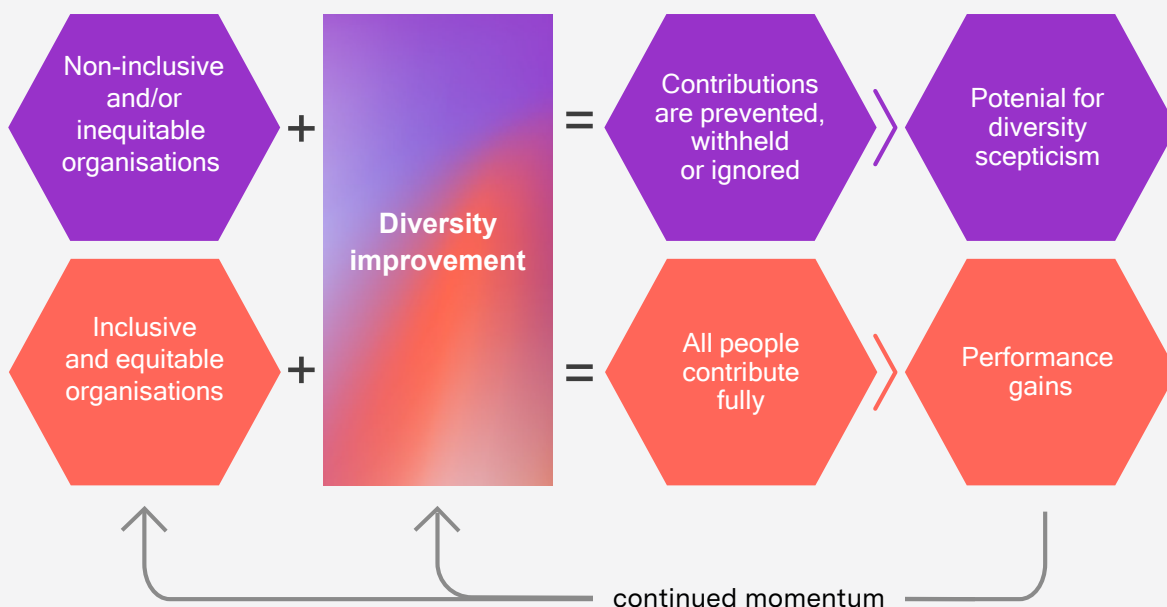 Non-inclusive
and/or
inequitable
organisations
+
Diversity
improvement
=
Contributions
are prevented,
withheld
or ignored
Potenial for
diversity
scepticism
Inclusive
and equitable
organisations
+
=
All people
contribute
fully
Performance
gains
continued momentum